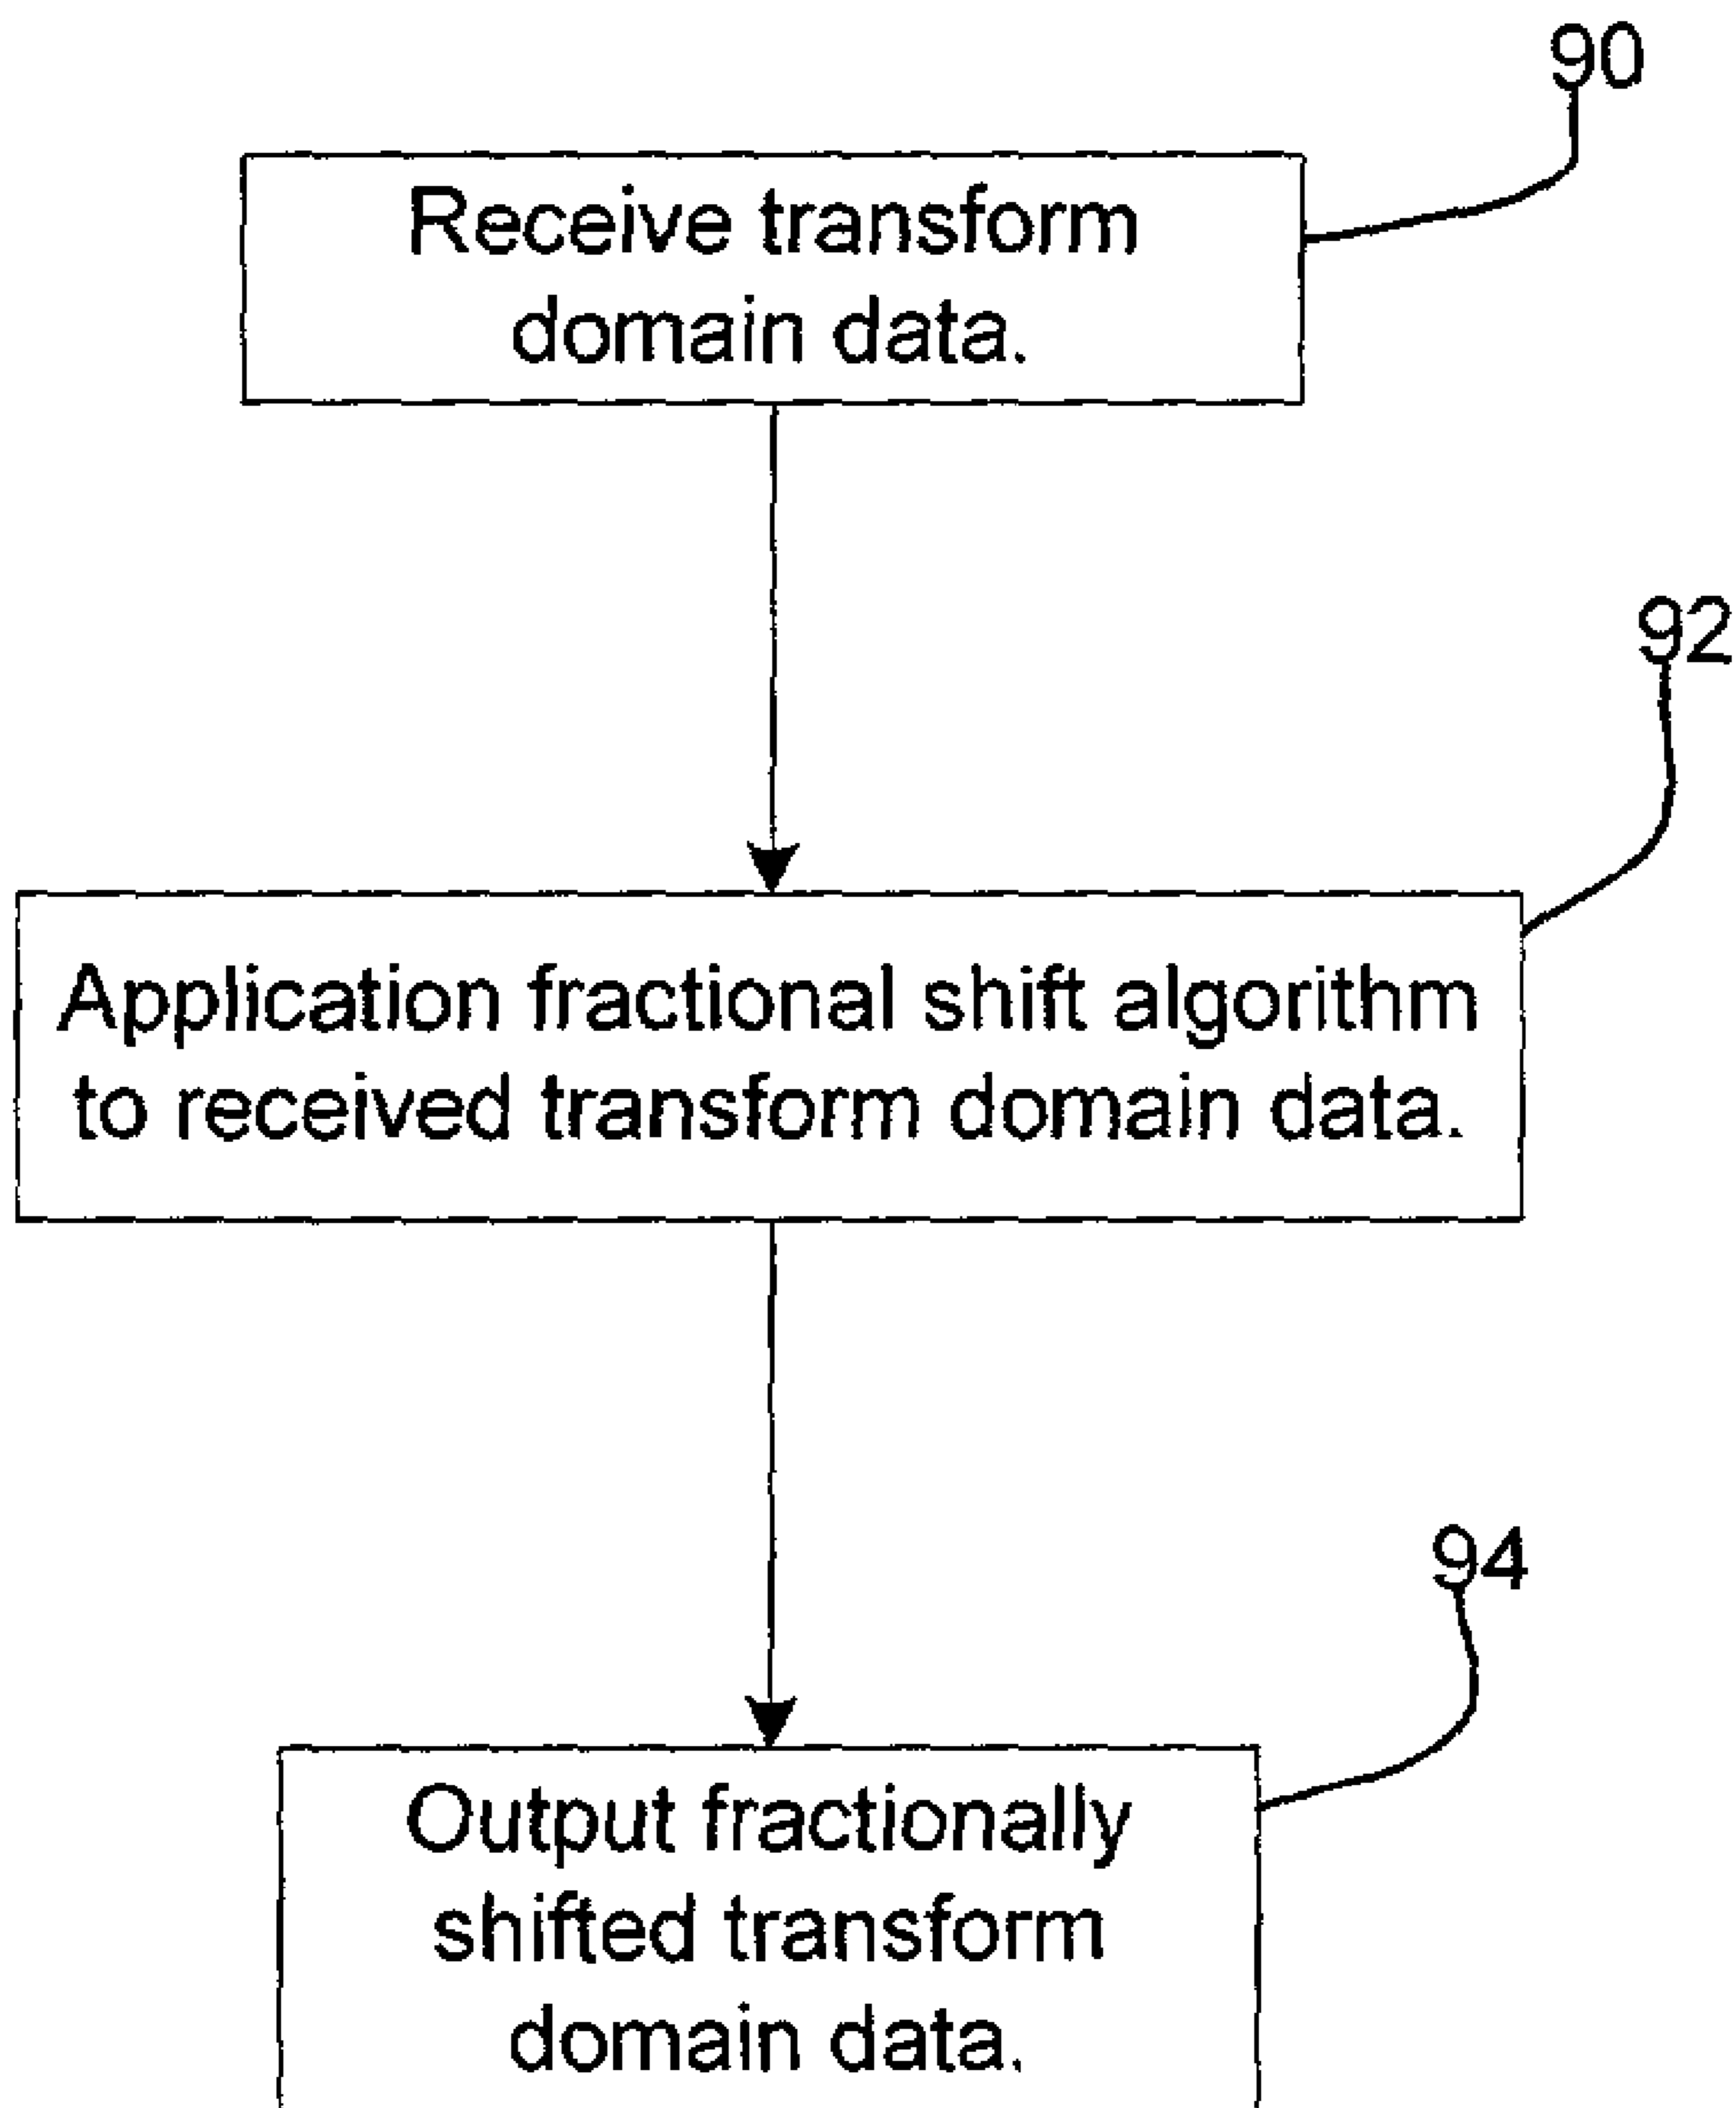 90
Receive transform
domain data.
92
Application fractional shift algorithm
to received transform domain data.
94
Output fractionally
shifted transform
domain data.